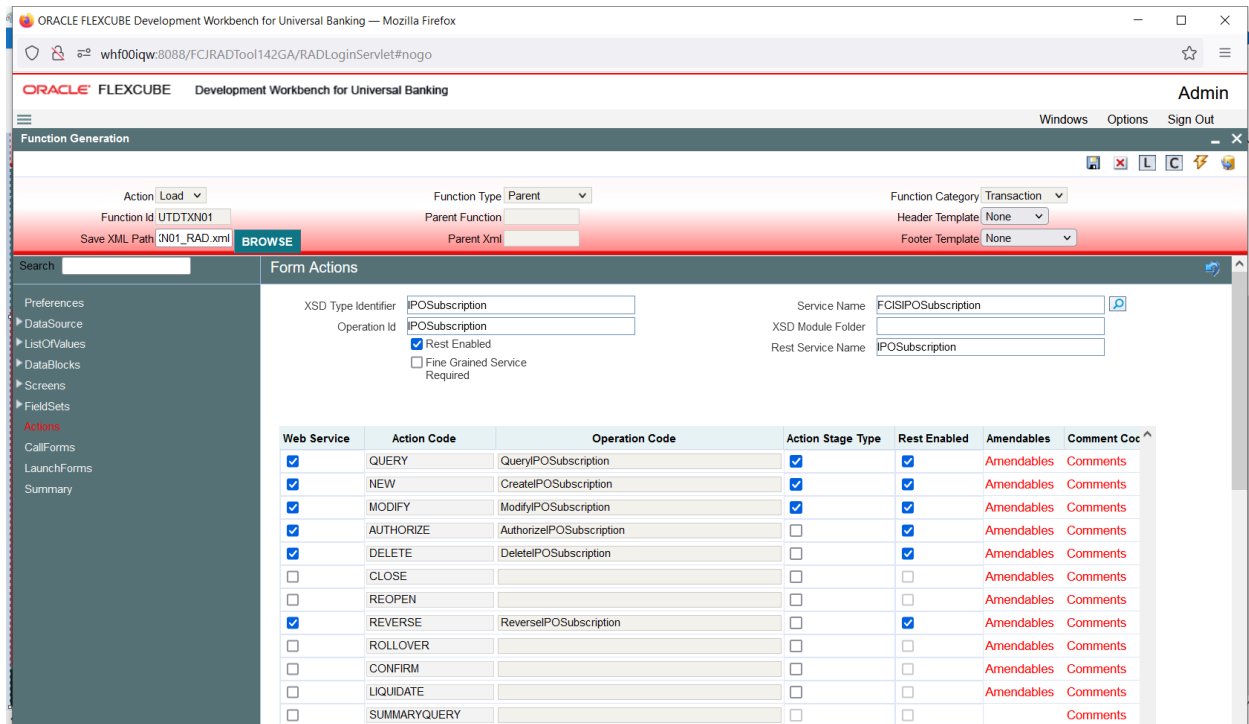 ORACLE FLEXCUBE Development Workbench for Universal Banking — Mozilla Firefox
whf00iqw:8088/FCJRADTool142GA/RADLoginServlet#nogo
ORACLE FLEXCUBE Development Workbench for Universal Banking Admin
Windows Options Sign Out
Function Generation
L C
Action Load Function Type Parent Function Category Transaction
Function Id UTDTXN01 Parent Function Header Template None
Save XML Path N01_RAD.xml BROWSE Parent Xml Footer Template None
Search Form Actions
Preferences
DataSource
ListOfValues
DataBlocks
Screens
FieldSets
Actions
CallForms
LaunchForms
Summary
XSD Type Identifier IPOSubscription Service Name FCISIPOSubscription
Operation Id IPOSubscription XSD Module Folder
Rest Enabled Rest Service Name IPOSubscription
Fine Grained Service
Required
Web Service Action Code Operation Code Action Stage Type Rest Enabled Amendables Comment Coc
QUERY QueryIPOSubscription Amendables Comments
NEW CreateIPOSubscription Amendables Comments
MODIFY ModifyIPOSubscription Amendables Comments
AUTHORIZE AuthorizeIPOSubscription Amendables Comments
DELETE DeleteIPOSubscription Amendables Comments
CLOSE Amendables Comments
REOPEN Amendables Comments
REVERSE ReverseIPOSubscription Amendables Comments
ROLLOVER Amendables Comments
CONFIRM Amendables Comments
LIQUIDATE Amendables Comments
SUMMARYQUERY Comments